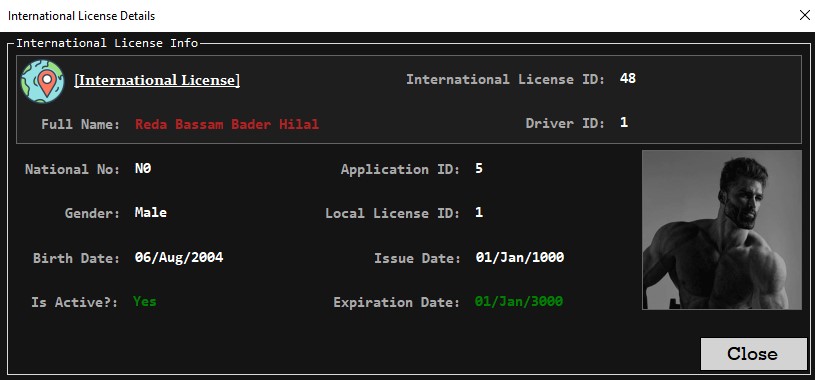 International License Details
International License Info
[International License]
International License ID: 48
Full Name: Reda Bassam Bader Hilal
Driver ID: 1
National No: N0
Application ID: 5
Gender: Male
Local License ID: 1
Birth Date: 06/Aug/2004
Issue Date: 01/Jan/1000
Is Active?: Yes
Expiration Date: 01/Jan/3000
Close